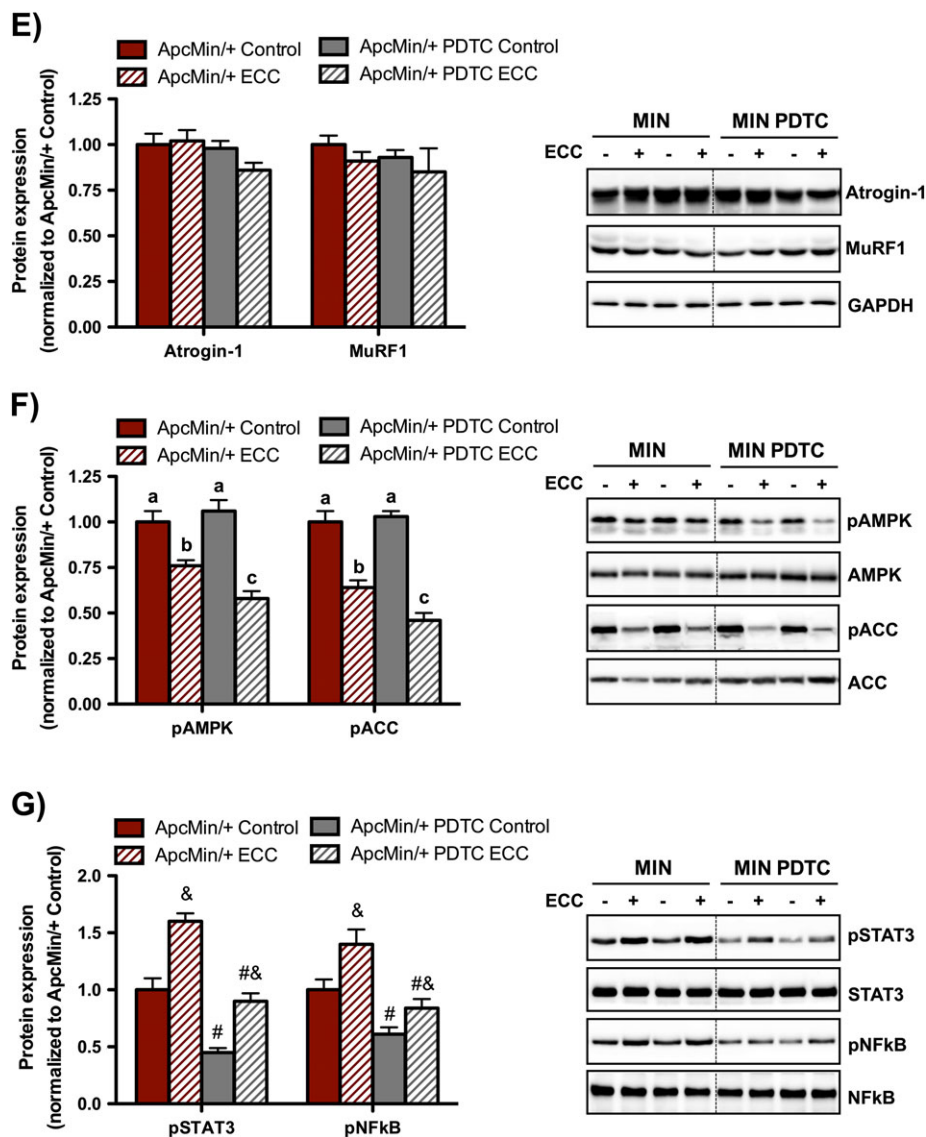 E)
ApcMin/+ Control
ApcMin/+ PDTC Control
ApcMin/+ ECC
ApcMin/+ PDTC ECC
Protein expression
(normalized to ApcMin/+ Control)
1.25
1.00
0.75
0.50
0.25
0.00
Atrogin-1
MuRF1
MIN
MIN PDTC
ECC - + - + - + - +
Atrogin-1
MuRF1
GAPDH
F)
ApcMin/+ Control
ApcMin/+ PDTC Control
ApcMin/+ ECC
ApcMin/+ PDTC ECC
Protein expression
(normalized to ApcMin/+ Control)
1.25
1.00
0.75
0.50
0.25
0.00
a b a c
a b a c
pAMPK
pACC
MIN
MIN PDTC
ECC - + - + - + - +
pAMPK
AMPK
pACC
ACC
G)
ApcMin/+ Control
ApcMin/+ PDTC Control
ApcMin/+ ECC
ApcMin/+ PDTC ECC
Protein expression
(normalized to ApcMin/+ Control)
2.0
1.5
1.0
0.5
0.0
& # #&
& # #&
pSTAT3
pNFkB
MIN
MIN PDTC
ECC - + - + - + - +
pSTAT3
STAT3
pNFkB
NFkB